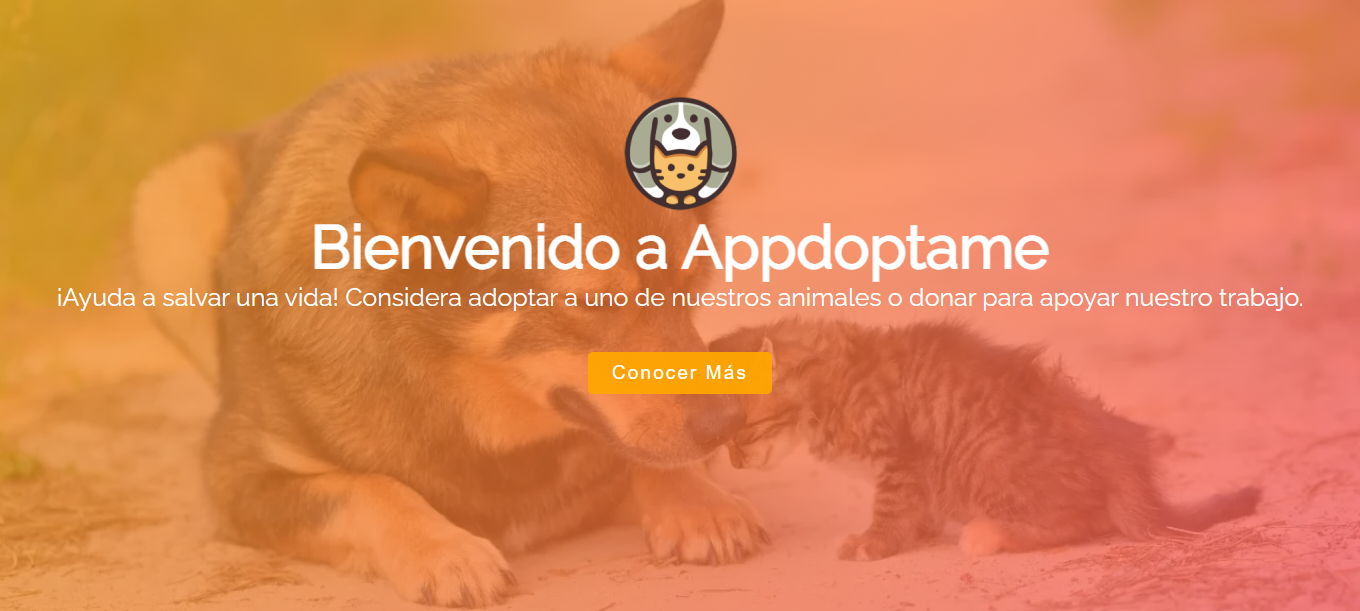 Bienvenido a Appdoptame
¡Ayuda a salvar una vida! Considera adoptar a uno de nuestros animales o donar para apoyar nuestro trabajo.
Conocer Más